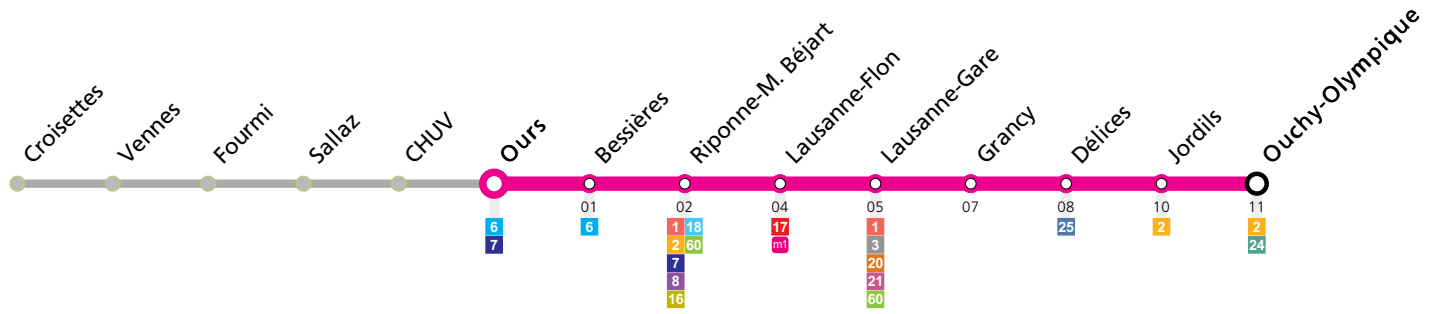 Croisettes
Vennes
Fourmi
Sallaz
CHUV
Ours
Bessières
Riponne-M. Béjart
Lausanne-Flon
Lausanne-Gare
Grancy
Délices
Jordils
Ouchy-Olympique
01 02 04 05 07 08 10 11
6 6 1 18 17 1 25 2 2
7 2 60 m1 3 24
7 20
8 21
16 60